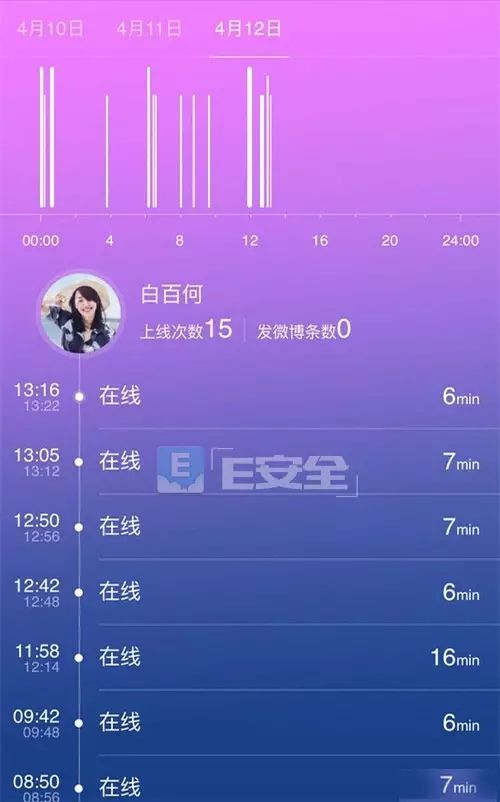 4月10日 4月11日 4月12日
00:00 4 8 12 16 20 24:00
白百何
上线次数15 发微博条数0
13:16 在线 6min
13:22
13:05 在线 7min
13:12
E「E安全」
12:50 在线 7min
12:56
12:42 在线 6min
12:48
11:58 在线 16min
12:14
09:42 在线 6min
09:48
08:50 在线 7min
08:56